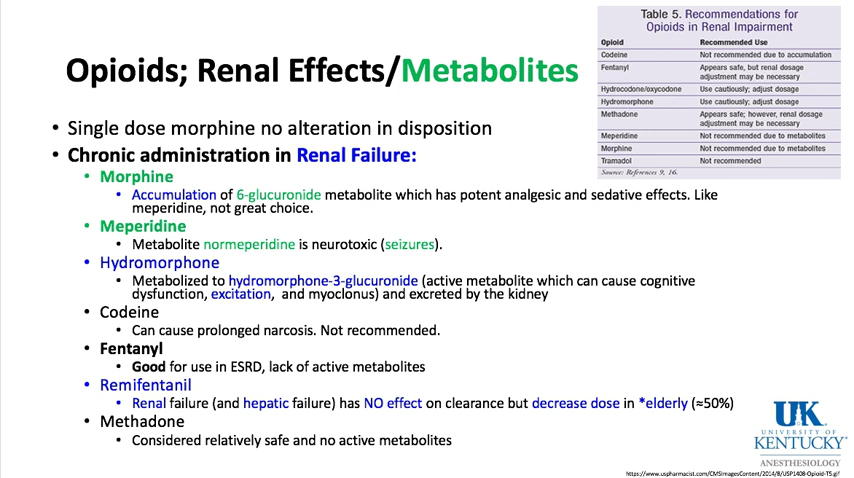 Table 5. Recommendations for
Opioids in Renal Impairment
Opioid Recommended Use
Codeine Not recommended due to accumulation
Fentanyl Appears safe, but renal dosage
adjustment may be necessary
Hydrocodone/oxycodone Use cautiously; adjust dosage
Hydromorphone Use cautiously; adjust dosage
Methadone Appears safe; however, renal dosage
adjustment may be necessary
Meperidine Not recommended due to metabolites
Morphine Not recommended due to metabolites
Tramadol Not recommended
Source: References 9, 16.
Opioids; Renal Effects/Metabolites
• Single dose morphine no alteration in disposition
• Chronic administration in Renal Failure:
• Morphine
• Accumulation of 6-glucuronide metabolite which has potent analgesic and sedative effects. Like
meperidine, not great choice.
• Meperidine
• Metabolite normeperidine is neurotoxic (seizures).
• Hydromorphone
• Metabolized to hydromorphone-3-glucuronide (active metabolite which can cause cognitive
dysfunction, excitation, and myoclonus) and excreted by the kidney
• Codeine
• Can cause prolonged narcosis. Not recommended.
• Fentanyl
• Good for use in ESRD, lack of active metabolites
• Remifentanil
• Renal failure (and hepatic failure) has NO effect on clearance but decrease dose in *elderly (≈50%)
• Methadone
• Considered relatively safe and no active metabolites
UK
UNIVERSITY OF
KENTUCKY
ANESTHESIOLOGY
https://www.uspharmacist.com/CMSImagesContent/2014/8/USP1408-Opioid-T5.gif